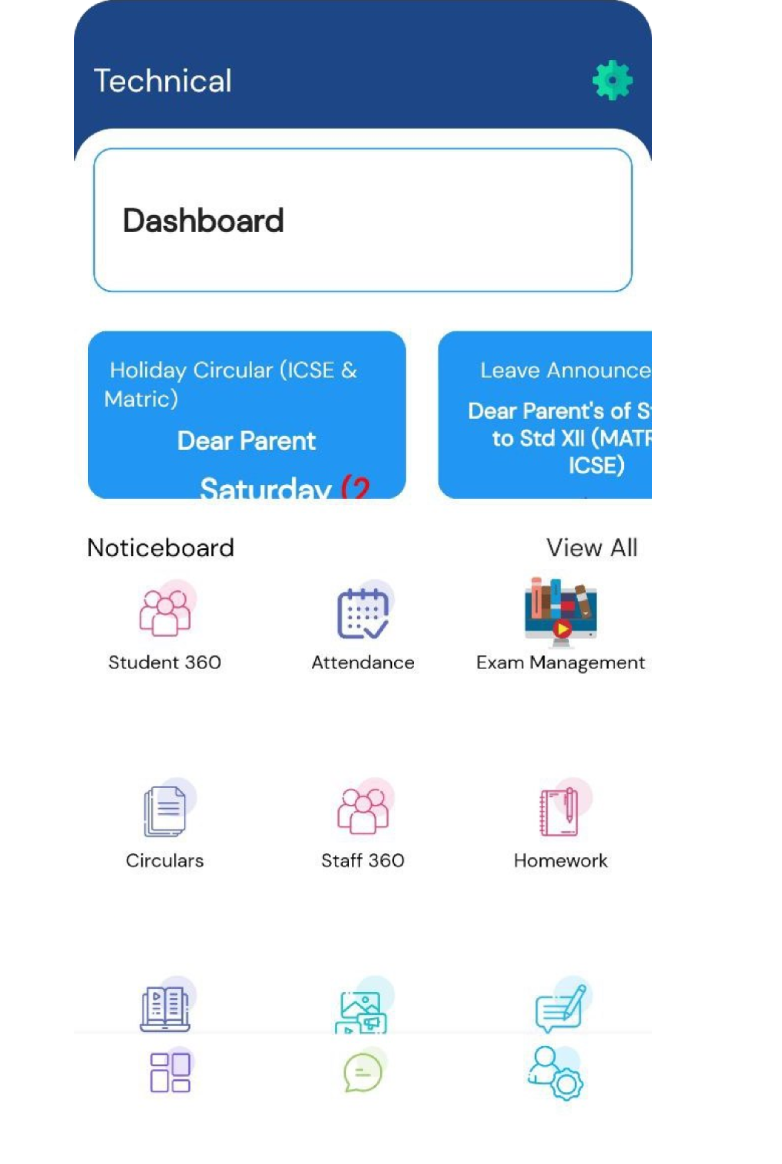 Technical
Dashboard
Holiday Circular (ICSE &
Matric)
Dear Parent
Saturday (2
Leave Announce
Dear Parent's of S
to Std XII (MATR
ICSE)
Noticeboard
View All
Student 360
Attendance
Exam Management
Circulars
Staff 360
Homework